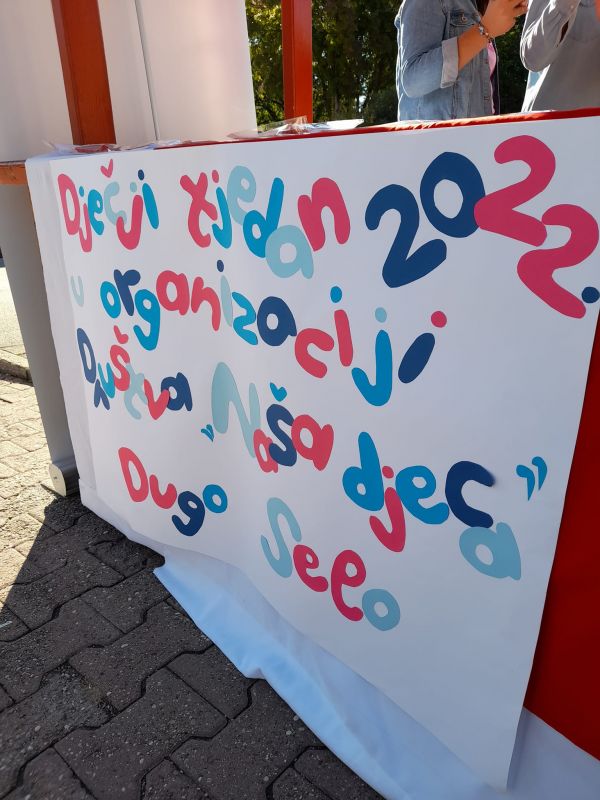 Dječji tjedan 2022.
u organizaciji
Društva „Naša djeca”
Dugo Selo